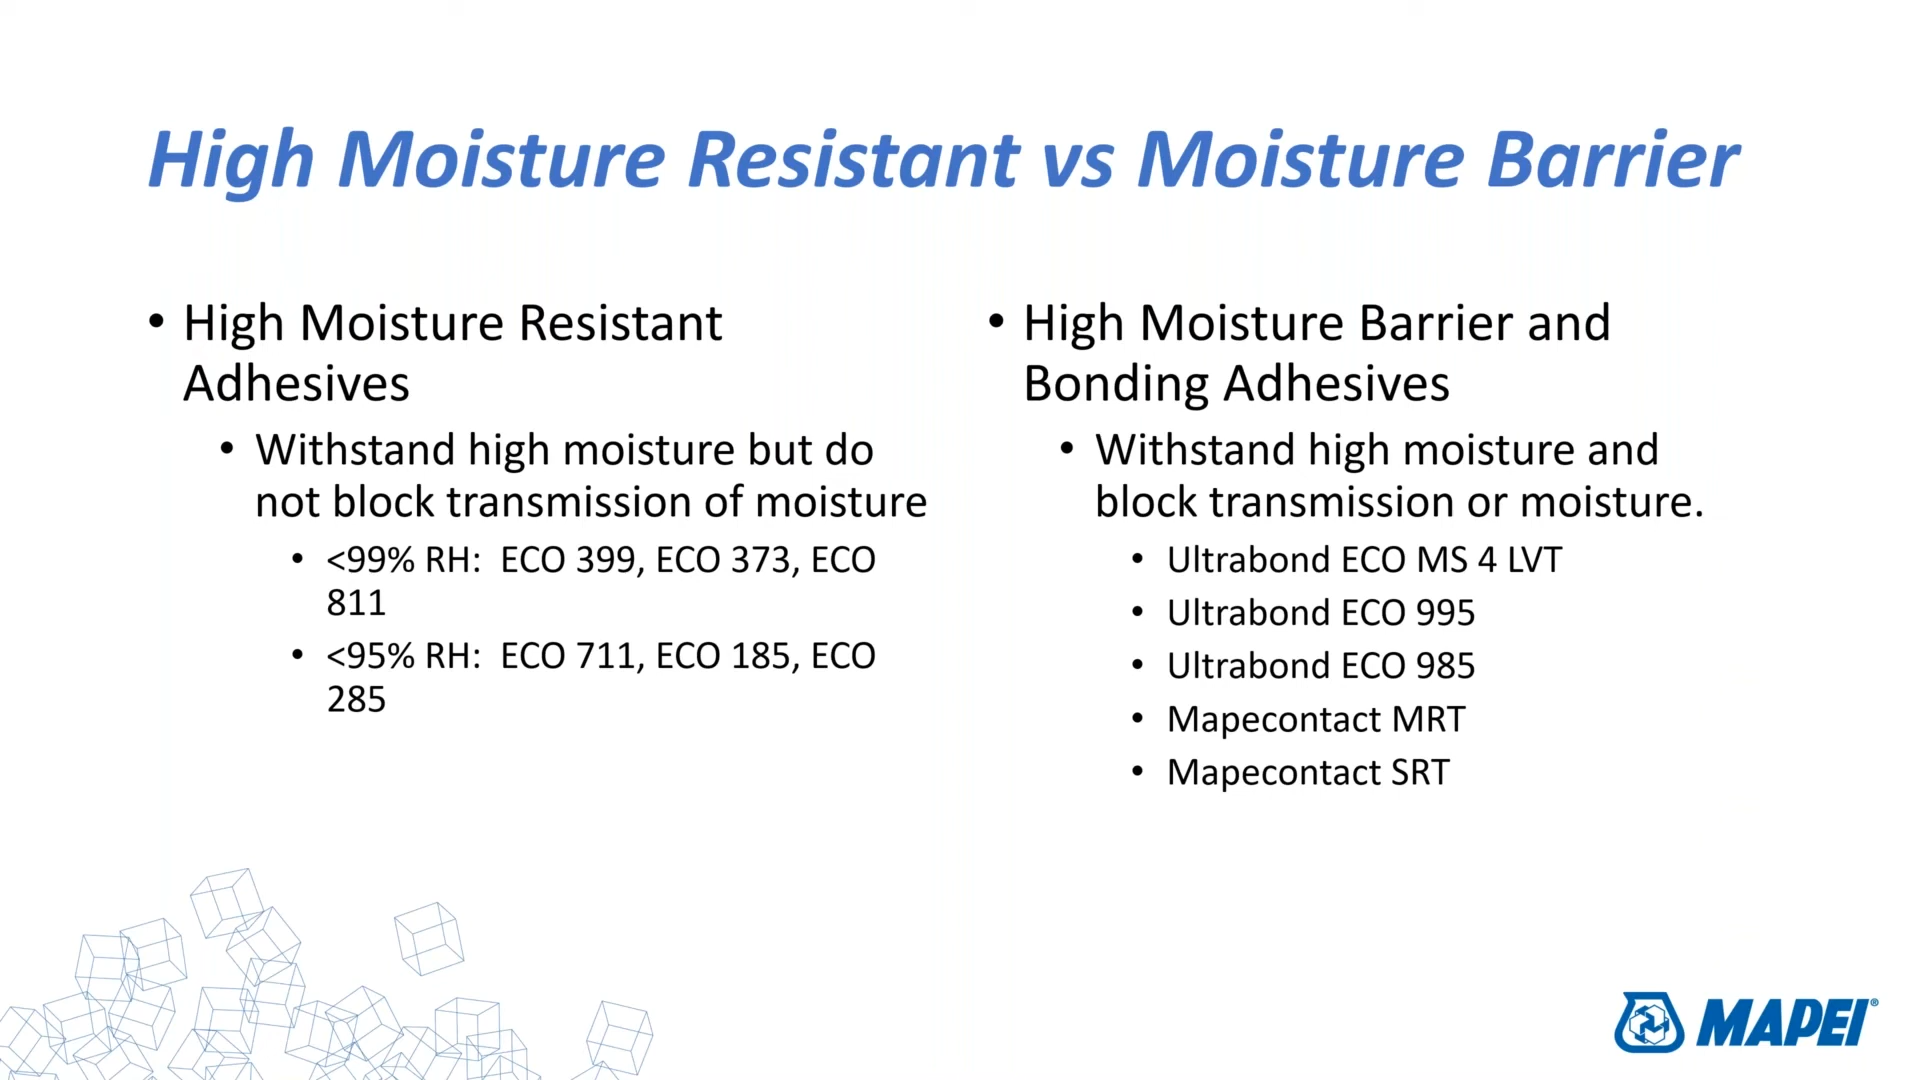 High Moisture Resistant vs Moisture Barrier
• High Moisture Resistant
Adhesives
• Withstand high moisture but do
not block transmission of moisture
• <99% RH:  ECO 399, ECO 373, ECO
811
• <95% RH:  ECO 711, ECO 185, ECO
285
• High Moisture Barrier and
Bonding Adhesives
• Withstand high moisture and
block transmission or moisture.
• Ultrabond ECO MS 4 LVT
• Ultrabond ECO 995
• Ultrabond ECO 985
• Mapecontact MRT
• Mapecontact SRT
MAPEI®